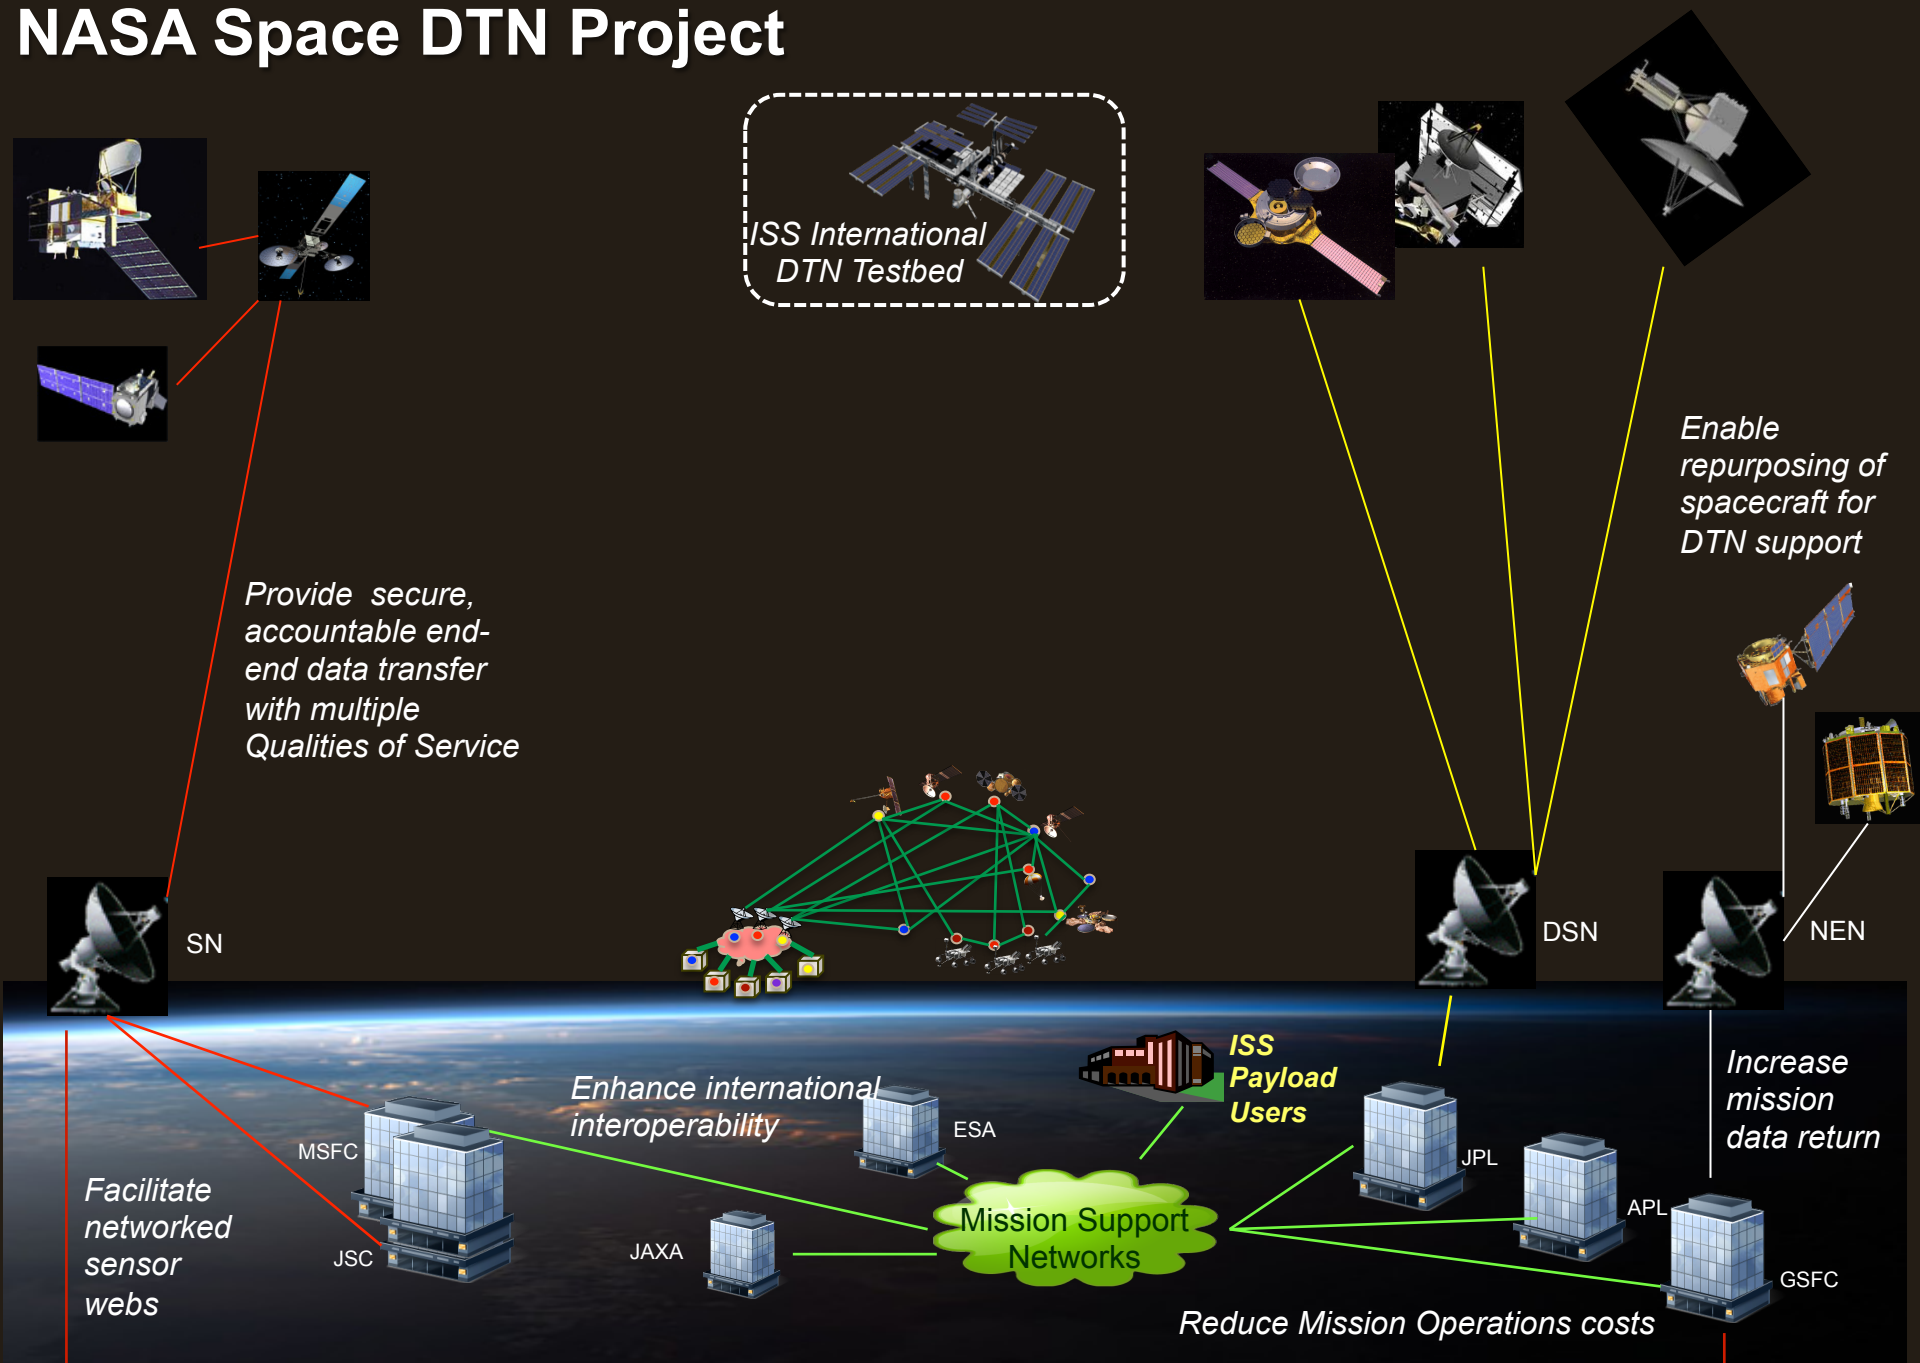 NASA Space DTN Project
ISS International
DTN Testbed
Enable
repurposing of
spacecraft for
DTN support
Provide  secure,
accountable end-
end data transfer
with multiple
Qualities of Service
SN
DSN
NEN
ISS
Payload
Users
Increase
mission
data return
Enhance international
interoperability
ESA
MSFC
JPL
Facilitate
networked
sensor
webs
JSC
JAXA
Mission Support
Networks
APL
GSFC
Reduce Mission Operations costs